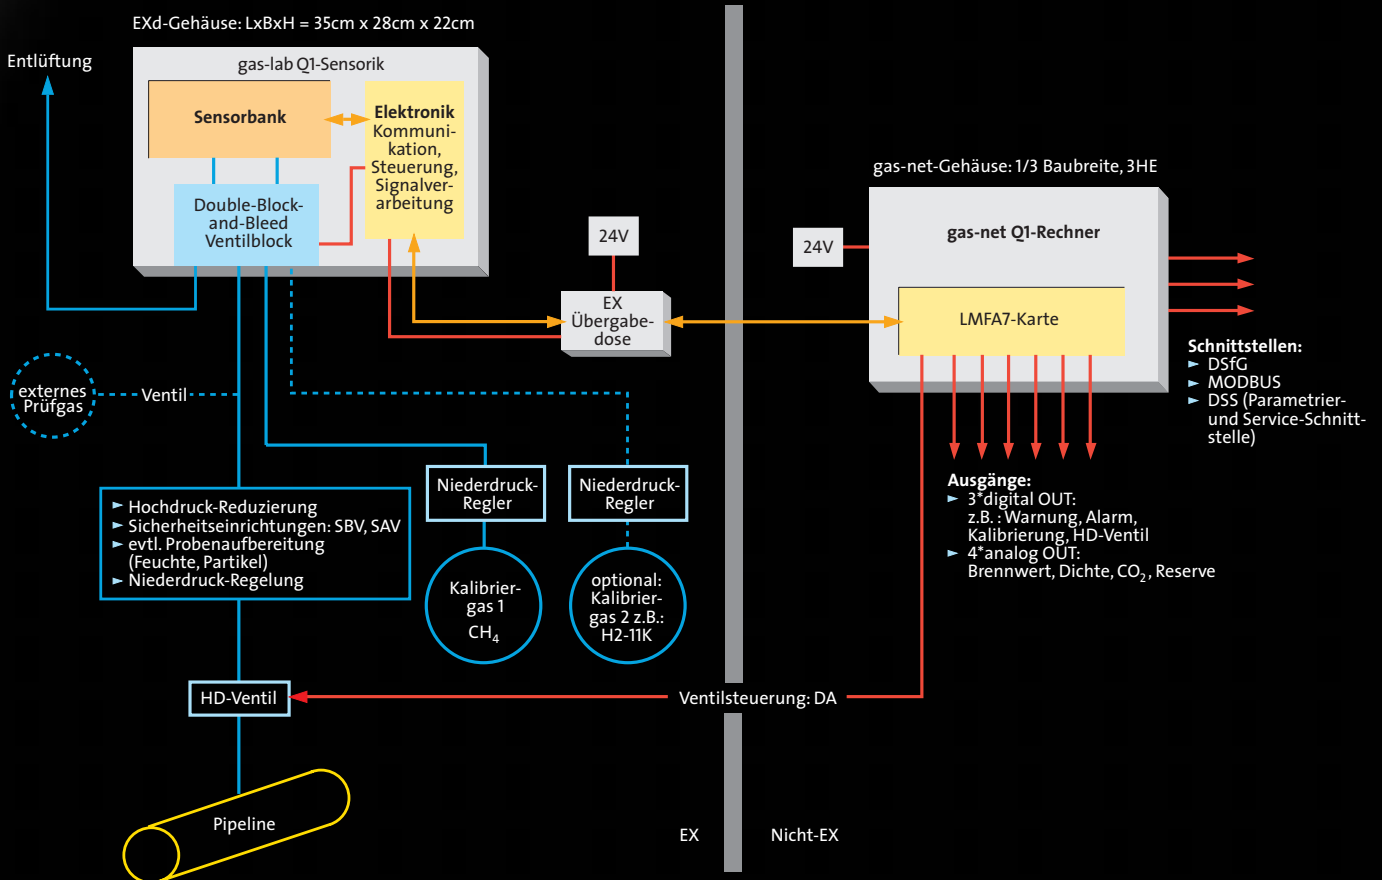 EXd-Gehäuse: LxBxH = 35cm x 28cm x 22cm
Entlüftung
gas-lab Q1-Sensorik
Sensorbank
Elektronik
Kommuni-
kation,
Steuerung,
Signalver-
arbeitung
Double-Block-
and-Bleed
Ventilblock
24V
EX
Übergabe-
dose
gas-net-Gehäuse: 1/3 Baubreite, 3HE
24V
gas-net Q1-Rechner
LMFA7-Karte
Schnittstellen:
► DSfG
► MODBUS
► DSS (Parametrier-
und Service-Schnitt-
stelle)
externes
Prüfgas
Ventil
► Hochdruck-Reduzierung
► Sicherheitseinrichtungen: SBV, SAV
► evtl. Probenaufbereitung
(Feuchte, Partikel)
► Niederdruck-Regelung
Niederdruck-
Regler
Niederdruck-
Regler
Kalibrier-
gas 1
CH₄
optional:
Kalibrier-
gas 2 z.B.:
H2-11K
Ausgänge:
► 3*digital OUT:
z.B. : Warnung, Alarm,
Kalibrierung, HD-Ventil
► 4*analog OUT:
Brennwert, Dichte, CO₂, Reserve
HD-Ventil
Ventilsteuerung: DA
Pipeline
EX
Nicht-EX